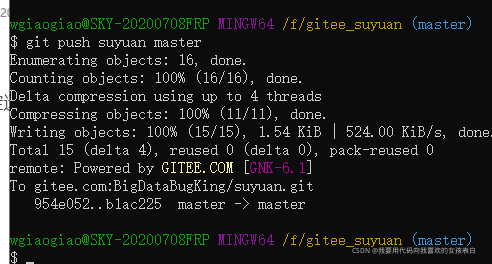 wgiaogiao@SKY-20200708FRP MINGW64 /f/gitee_suyuan (master)
$ git push suyuan master
Enumerating objects: 16, done.
Counting objects: 100% (16/16), done.
Delta compression using up to 4 threads
Compressing objects: 100% (11/11), done.
Writing objects: 100% (15/15), 1.54 KiB | 524.00 KiB/s, done.
Total 15 (delta 4), reused 0 (delta 0), pack-reused 0
remote: Powered by GITEE.COM [GNK-6.1]
To gitee.com:BigDataBugKing/suyuan.git
954e052..b1ac225 master -> master
wgiaogiao@SKY-20200708FRP MINGW64 /f/gitee_suyuan (master)
$
CSDN @我要用代码向我喜欢的女孩表白